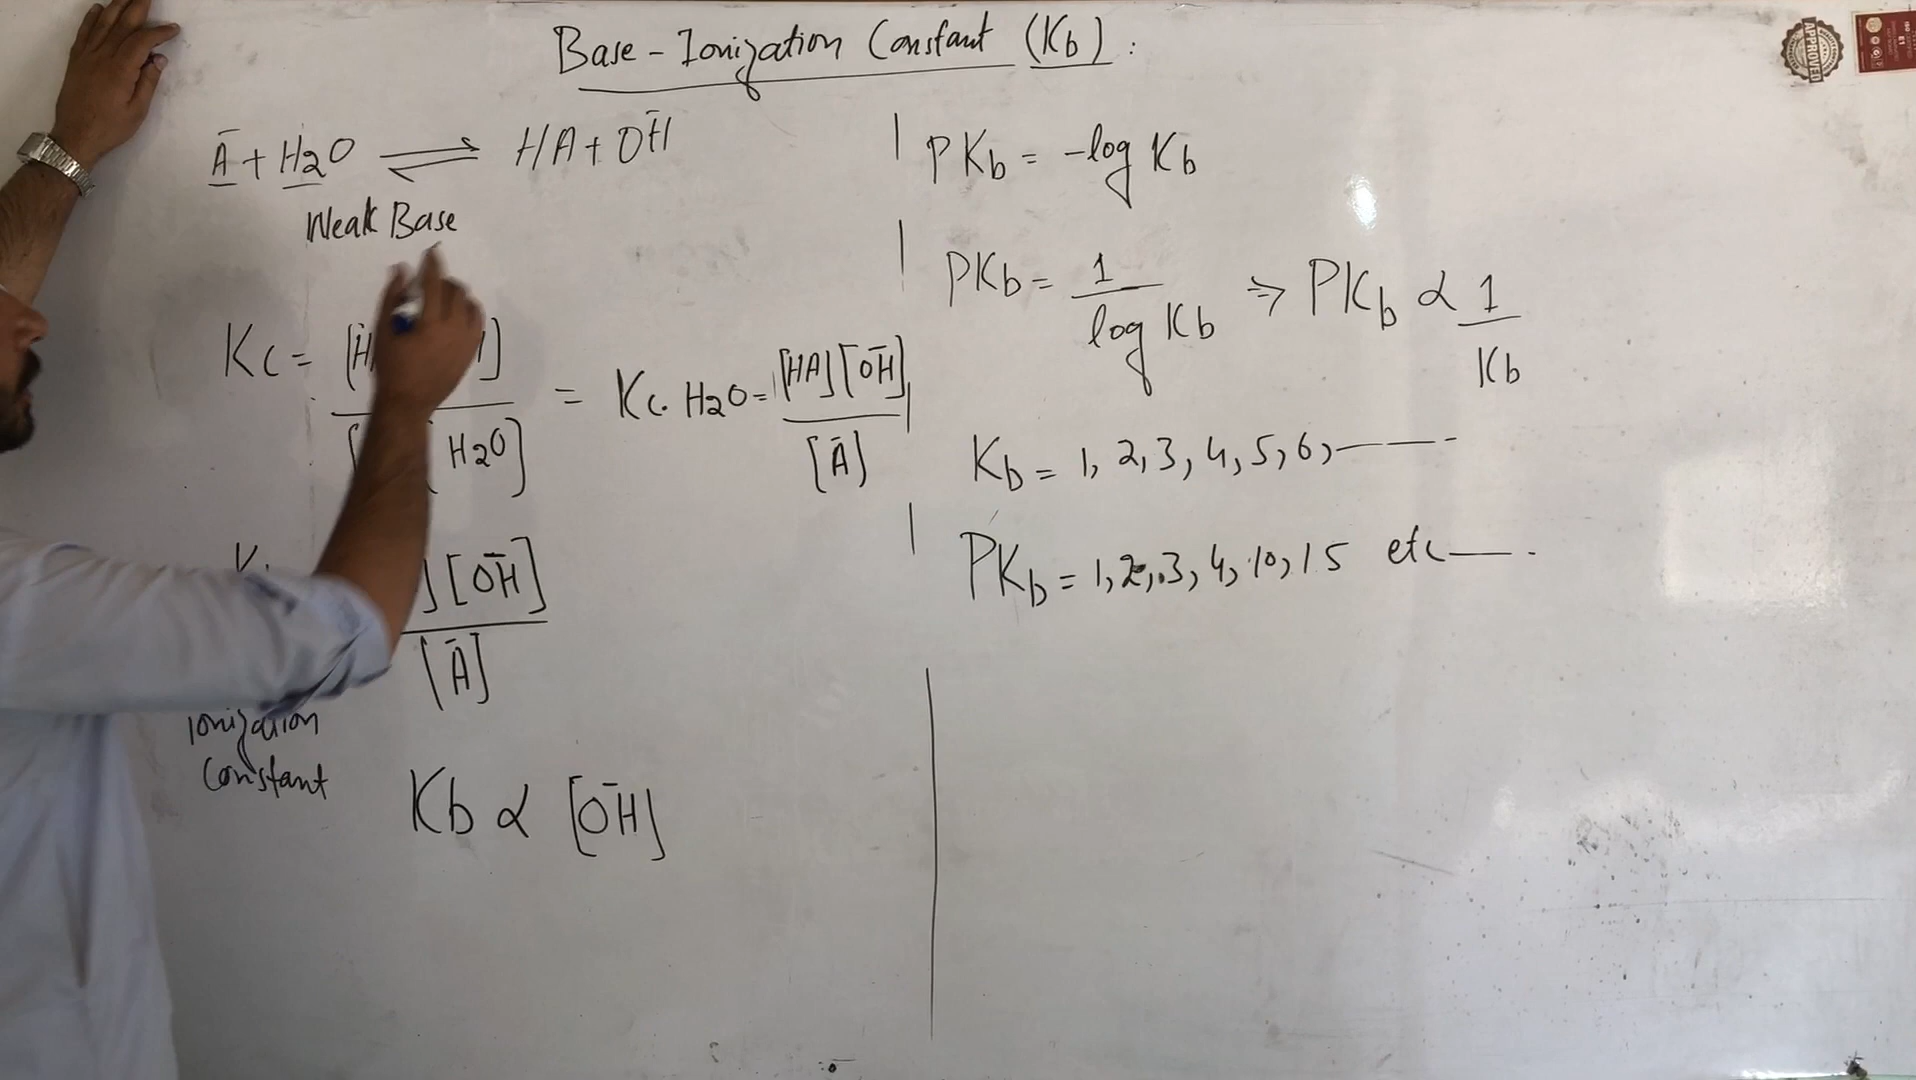 Base-Ionization Constant (Kb):
Ā + H2O ⇌ HA + OH̄
Weak Base
Kc = [H ] / [ [H2O] = Kc. H2O = [HA][OH̄] / [Ā]
][OH̄] / [Ā]
Ionization
Constant
Kb α [OH̄]
PKb = -log Kb
PKb = 1 / log Kb ⇒ PKb α 1 / Kb
Kb = 1, 2, 3, 4, 5, 6, ———
PKb = 1, 2, .3, 4, 10, 15 etc——.
APPROVED